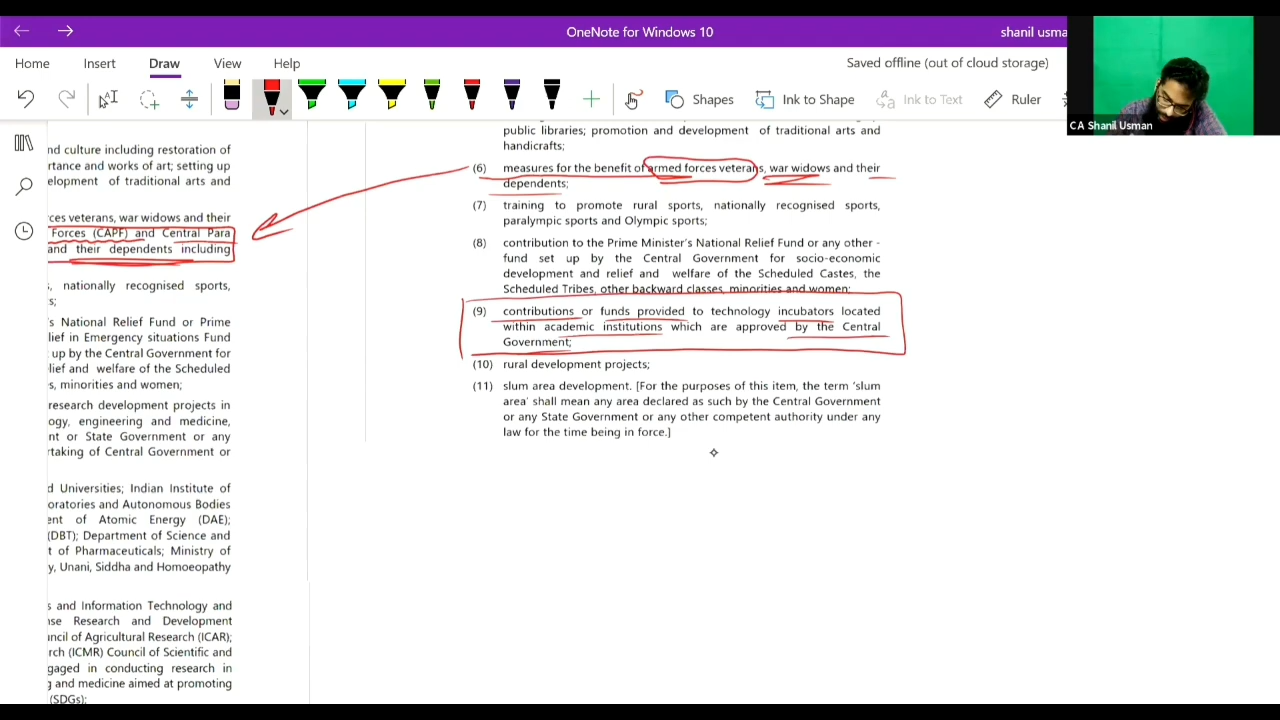 OneNote for Windows 10
shanil usma
Home Insert Draw View Help
Saved offline (out of cloud storage)
Shapes Ink to Shape Ink to Text Ruler
CA Shanil Usman
nd culture including restoration of
rtance and works of art; setting up
elopment of traditional arts and
rces veterans, war widows and their
Forces (CAPF) and Central Para
and their dependents including
s, nationally recognised sports,
s;
's National Relief Fund or Prime
lief in Emergency situations Fund
up by the Central Government for
lief and welfare of the Scheduled
s, minorities and women;
research development projects in
ogy, engineering and medicine,
nt or State Government or any
rtaking of Central Government or
d Universities; Indian Institute of
oratories and Autonomous Bodies
ent of Atomic Energy (DAE);
(DBT); Department of Science and
t of Pharmaceuticals; Ministry of
y, Unani, Siddha and Homoeopathy
s and Information Technology and
nse Research and Development
uncil of Agricultural Research (ICAR);
rch (ICMR) Council of Scientific and
gaged in conducting research in
g and medicine aimed at promoting
(SDGs);
public libraries; promotion and development of traditional arts and
handicrafts;
(6) measures for the benefit of armed forces veterans, war widows and their
dependents;
(7) training to promote rural sports, nationally recognised sports,
paralympic sports and Olympic sports;
(8) contribution to the Prime Minister's National Relief Fund or any other -
fund set up by the Central Government for socio-economic
development and relief and welfare of the Scheduled Castes, the
Scheduled Tribes, other backward classes, minorities and women;
(9) contributions or funds provided to technology incubators located
within academic institutions which are approved by the Central
Government;
(10) rural development projects;
(11) slum area development. [For the purposes of this item, the term 'slum
area' shall mean any area declared as such by the Central Government
or any State Government or any other competent authority under any
law for the time being in force.]